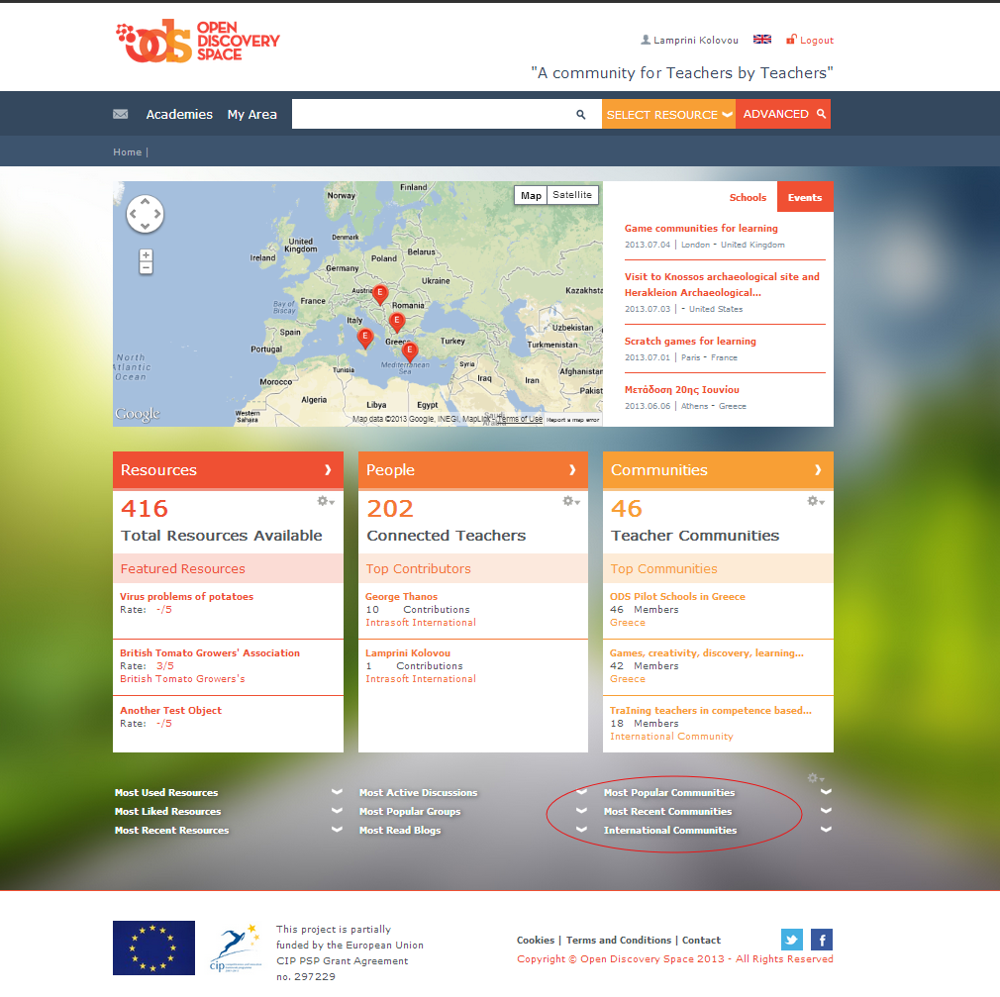 ods OPEN
DISCOVERY
SPACE
Lamprini Kolovou
Logout
"A community for Teachers by Teachers"
Academies My Area
SELECT RESOURCE
ADVANCED
Home |
Map Satellite
Finland
Norway
United
Kingdom
Denmark
Ireland
Poland
Belarus
Germany
Ukraine
Austria
France
Kazakhsta
Bay of
Biscay
Romania
Italy
Uzbekistan
Spain
Greece
Turkey
Turkmenistan
Portugal
North
Atlantic
Ocean
Mediterranean
Sea
Syria
Tunisia
Afghanistan
Iraq
Iran
Morocco
Pakist
Algeria
Libya
Egypt
Western
Sahara
Saudi
E
E
E
E
Google
Map data ©2013 Google, INEGI, MapLink - Terms of Use Report a map error
Schools
Events
Game communities for learning
2013.07.04 | London - United Kingdom
Visit to Knossos archaeological site and
Herakleion Archaeological...
2013.07.03 | - United States
Scratch games for learning
2013.07.01 | Paris - France
Μετάδοση 20ης Ιουνίου
2013.06.06 | Athens - Greece
Resources
416
Total Resources Available
Featured Resources
Virus problems of potatoes
Rate: -/5
British Tomato Growers' Association
Rate: 3/5
British Tomato Growers's
Another Test Object
Rate: -/5
People
202
Connected Teachers
Top Contributors
George Thanos
10 Contributions
Intrasoft International
Lamprini Kolovou
1 Contributions
Intrasoft International
Communities
46
Teacher Communities
Top Communities
ODS Pilot Schools in Greece
46 Members
Greece
Games, creativity, discovery, learning...
42 Members
Greece
TraIning teachers in competence based...
18 Members
International Community
Most Used Resources
Most Liked Resources
Most Recent Resources
Most Active Discussions
Most Popular Groups
Most Read Blogs
Most Popular Communities
Most Recent Communities
International Communities
cip
This project is partially
funded by the European Union
CIP PSP Grant Agreement
no. 297229
Cookies | Terms and Conditions | Contact
Copyright © Open Discovery Space 2013 - All Rights Reserved